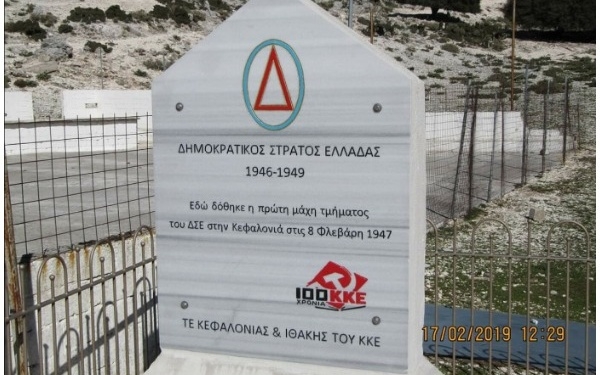 Δ
ΔΗΜΟΚΡΑΤΙΚΟΣ ΣΤΡΑΤΟΣ ΕΛΛΑΔΑΣ
1946-1949
Εδώ δόθηκε η πρώτη μάχη τμήματος
του ΔΣΕ στην Κεφαλονιά στις 8 Φλεβάρη 1947
100 ΚΚΕ
ΧΡΟΝΙΑ
ΤΕ ΚΕΦΑΛΟΝΙΑΣ & ΙΘΑΚΗΣ ΤΟΥ ΚΚΕ
17/02/2019 12:29